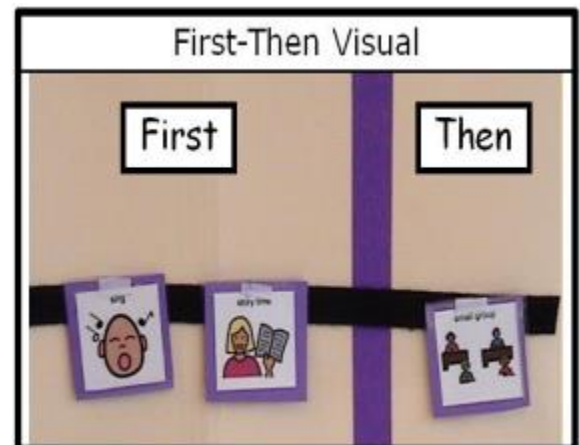 First-Then Visual
First
Then
sing
story time
small group